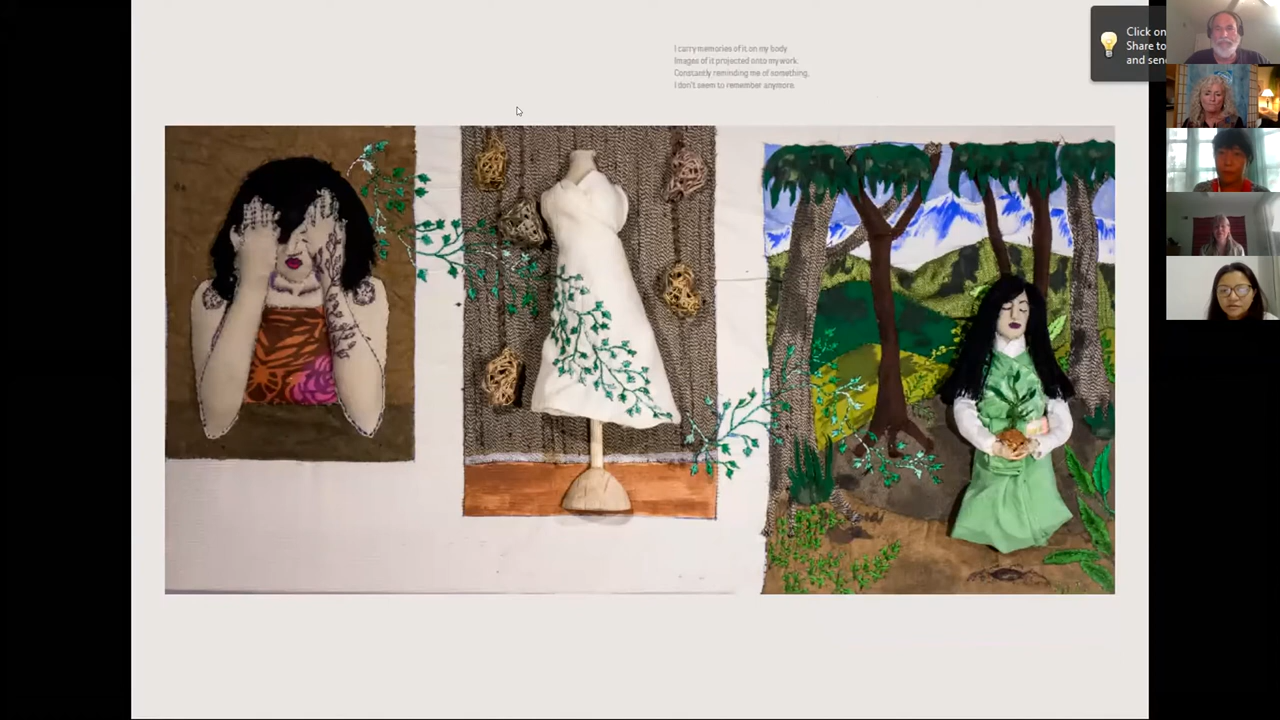 I carry memories of it on my body
Images of it projected onto my work.
Constantly reminding me of something,
I don't seem to remember anymore.
Click on
Share to
and sen